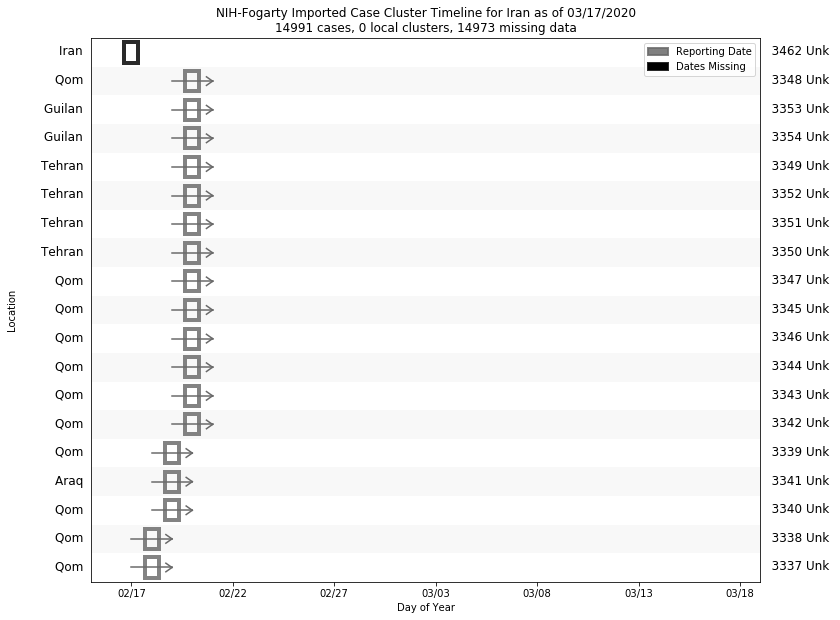 NIH-Fogarty Imported Case Cluster Timeline for Iran as of 03/17/2020
14991 cases, 0 local clusters, 14973 missing data
Reporting Date
Dates Missing
Iran 3462 Unk
Qom 3348 Unk
Guilan 3353 Unk
Guilan 3354 Unk
Tehran 3349 Unk
Tehran 3352 Unk
Tehran 3351 Unk
Tehran 3350 Unk
Qom 3347 Unk
Qom 3345 Unk
Qom 3346 Unk
Qom 3344 Unk
Qom 3343 Unk
Qom 3342 Unk
Qom 3339 Unk
Araq 3341 Unk
Qom 3340 Unk
Qom 3338 Unk
Qom 3337 Unk
Location
02/17 02/22 02/27 03/03 03/08 03/13 03/18
Day of Year